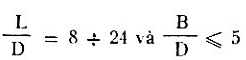 L/D = 8 ÷ 24 và B/D ⩽ 5